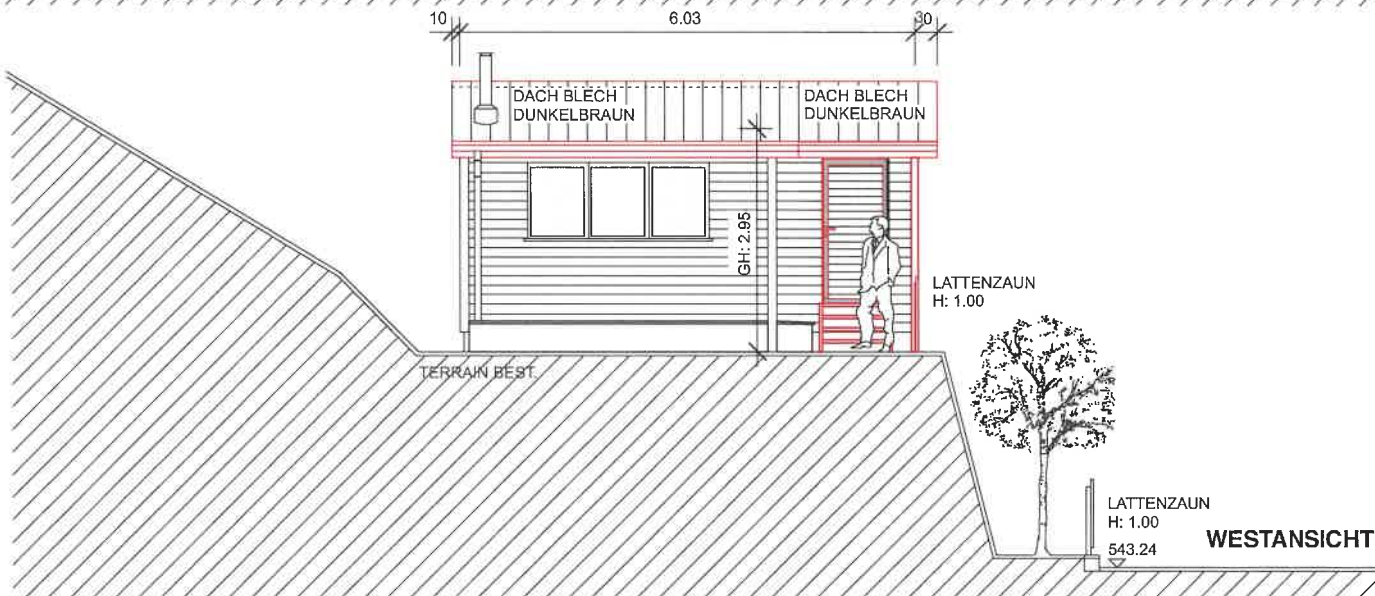 10
6.03
30
DACH BLECH
DUNKELBRAUN
DACH BLECH
DUNKELBRAUN
GH: 2.95
LATTENZAUN
H: 1.00
TERRAIN BEST.
LATTENZAUN
H: 1.00
543.24
WESTANSICHT